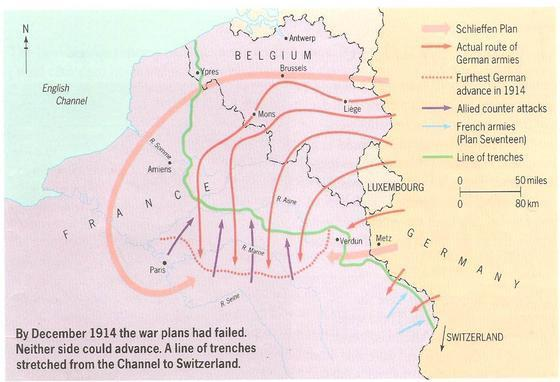 N
English
Channel
BELGIUM
Antwerp
Ypres
Brussels
Mons
Liège
R. Somme
Amiens
FRANCE
R. Aisne
LUXEMBOURG
Verdun
Metz
GERMANY
R. Marne
Paris
R. Seine
SWITZERLAND
Schlieffen Plan
Actual route of
German armies
Furthest German
advance in 1914
Allied counter attacks
French armies
(Plan Seventeen)
Line of trenches
0 50 miles
0 80 km
By December 1914 the war plans had failed.
Neither side could advance. A line of trenches
stretched from the Channel to Switzerland.